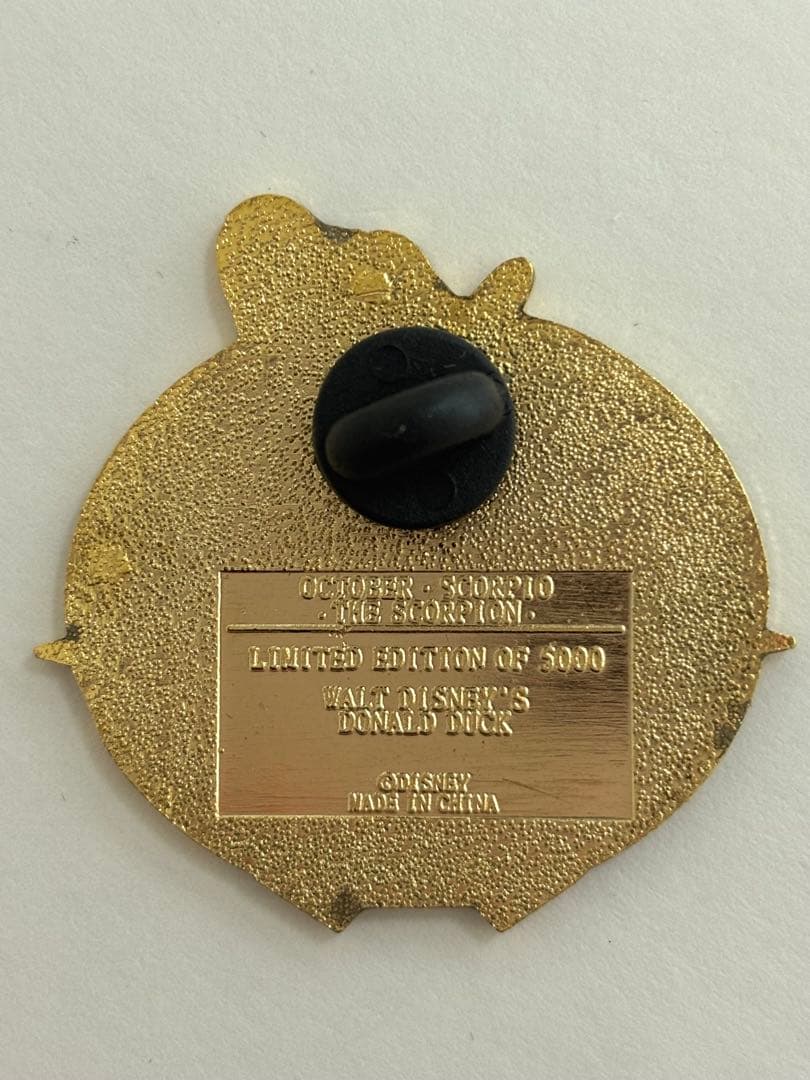 OCTOBER · SCORPIO
· THE SCORPION ·
LIMITED EDITION OF 5000
WALT DISNEY'S
DONALD DUCK
©DISNEY
MADE IN CHINA